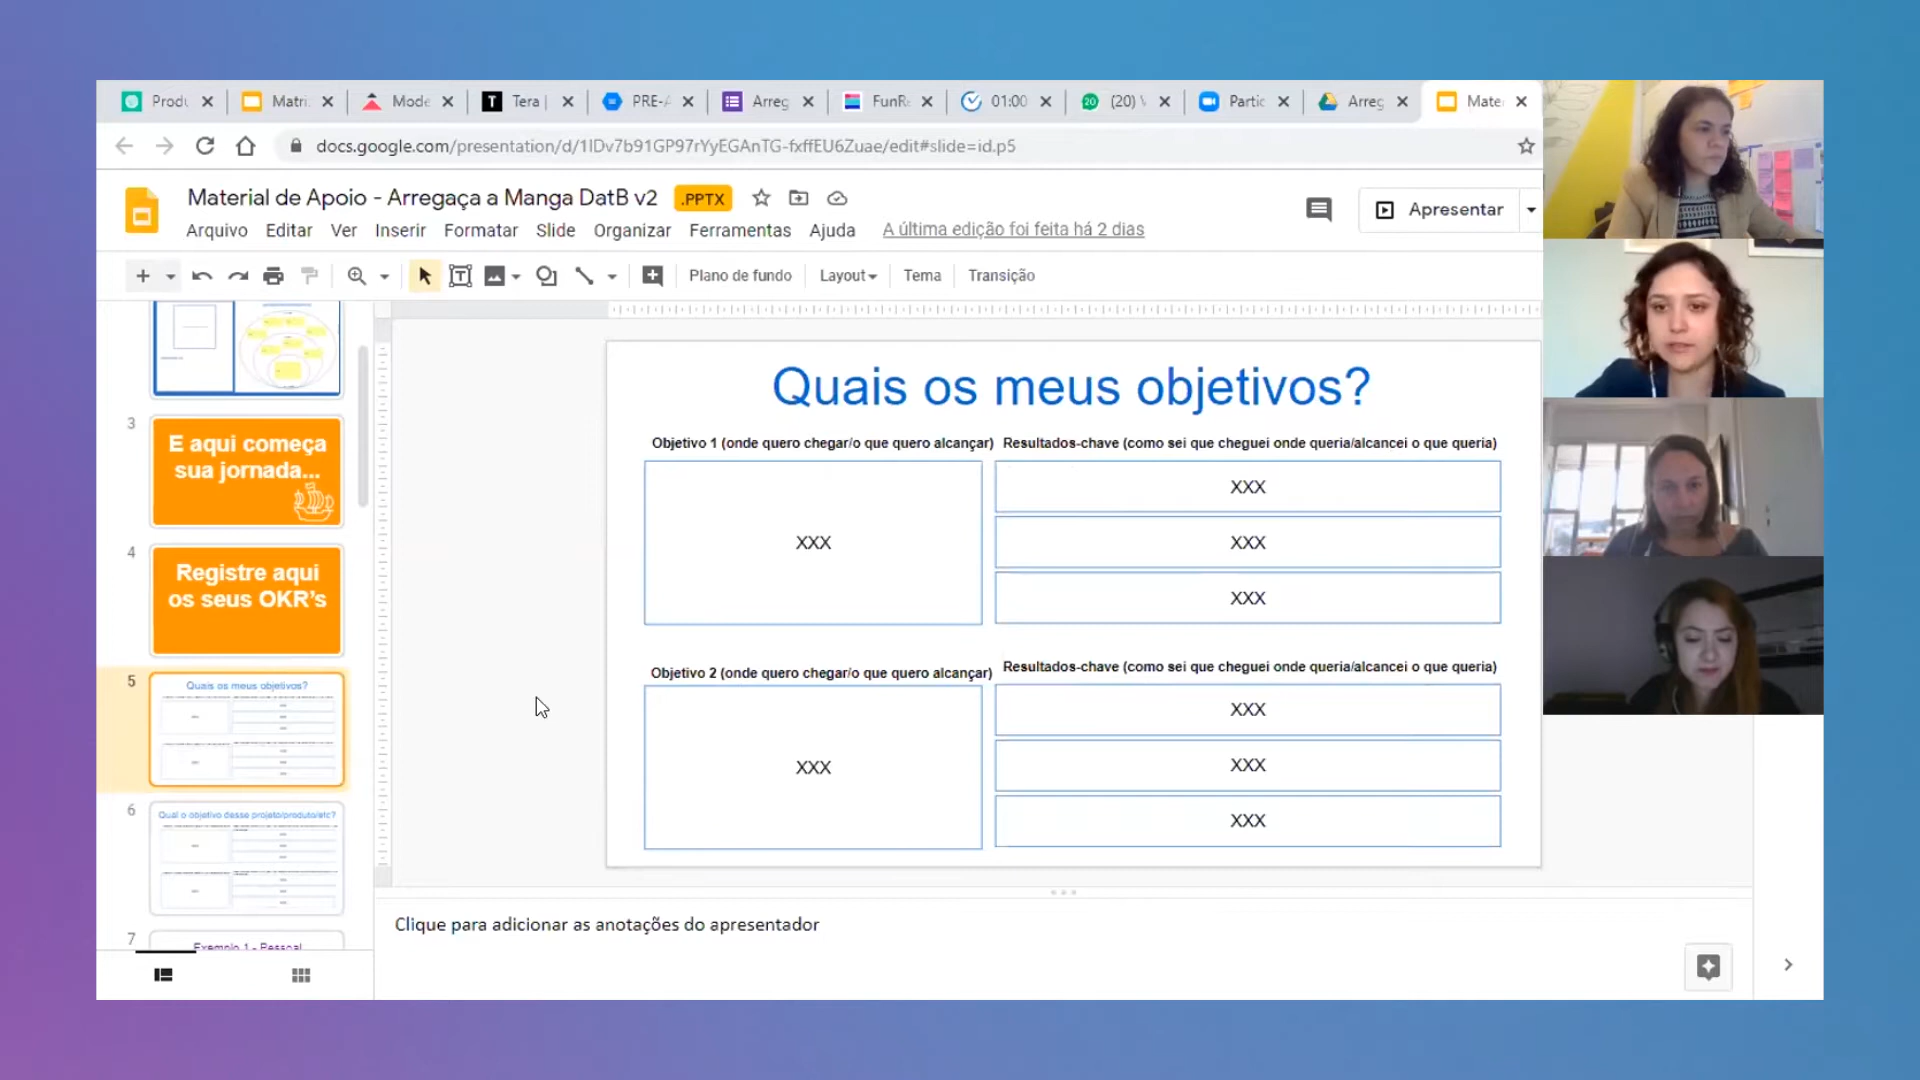 Produ
Matri
Mode
Tera |
PRE-A
Arreg
FunRe
01:00
20
(20) W
Partic
Arreg
Mate
docs.google.com/presentation/d/1IDv7b91GP97rYyEGAnTG-fxffEU6Zuae/edit#slide=id.p5
Material de Apoio - Arregaça a Manga DatB v2
.PPTX
Apresentar
Arquivo Editar Ver Inserir Formatar Slide Organizar Ferramentas Ajuda
A última edição foi feita há 2 dias
Plano de fundo Layout Tema Transição
3
E aqui começa
sua jornada...
4
Registre aqui
os seus OKR's
5
Quais os meus objetivos?
6
Qual o objetivo desse projeto/produto/etc?
7
Exemplo 1 - Pessoal
Quais os meus objetivos?
Objetivo 1 (onde quero chegar/o que quero alcançar)
Resultados-chave (como sei que cheguei onde queria/alcancei o que queria)
XXX
XXX
XXX
XXX
Objetivo 2 (onde quero chegar/o que quero alcançar)
Resultados-chave (como sei que cheguei onde queria/alcancei o que queria)
XXX
XXX
XXX
XXX
Clique para adicionar as anotações do apresentador